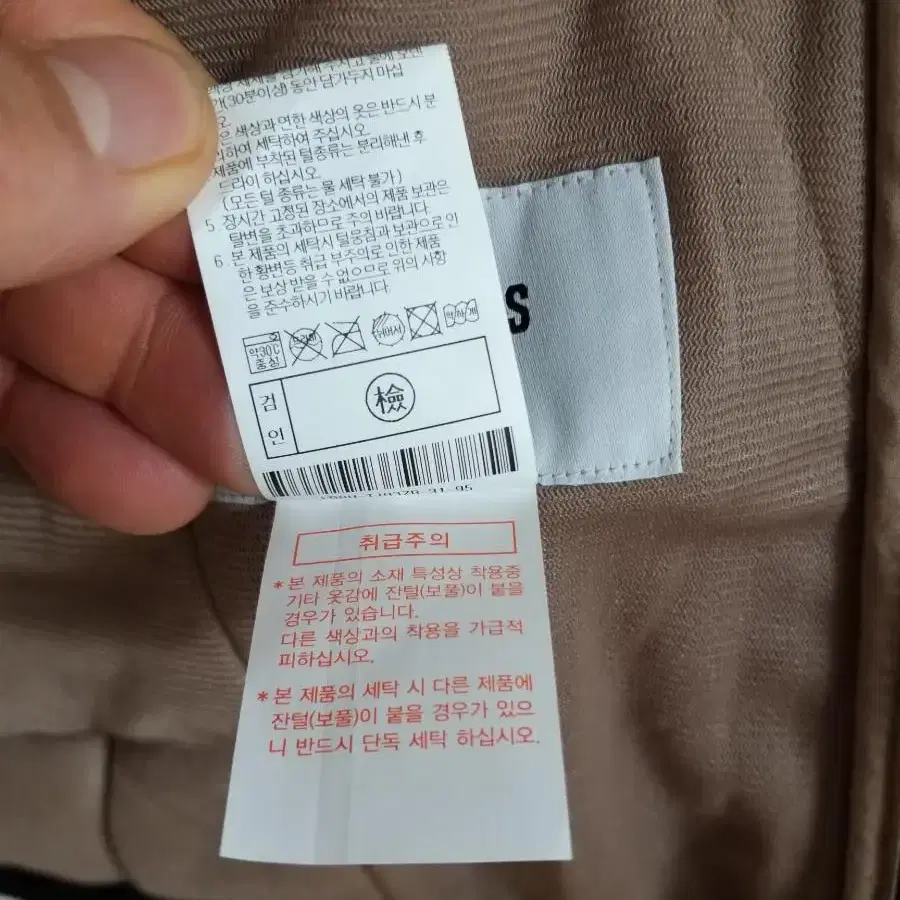 (30분이상) 동안 담가두지 마십
오.
은 색상과 연한 색상의 옷은 반드시 분
리하여 세탁하여 주십시오.
제품에 부착된 털종류는 분리해낸 후
드라이 하십시오.
(모든 털 종류는 물 세탁 불가)
5. 장시간 고정된 장소에서의 제품 보관은
탈변을 초과하므로 주의 바랍니다.
6. 본 제품의 세탁시 털뭉침과 보관으로 인
한 황변등 취급 부주의로 인한 제품
은 보상 받을 수 없으므로 위의 사항
을 준수하시기 바랍니다.
약30℃
중성
드라이
뉘어서
약하게
S
검인
檢
취급주의
*본 제품의 소재 특성상 착용중
기타 옷감에 잔털(보풀)이 붙을
경우가 있습니다.
다른 색상과의 착용을 가급적
피하십시오.
*본 제품의 세탁 시 다른 제품에
잔털(보풀)이 붙을 경우가 있으
니 반드시 단독 세탁 하십시오.